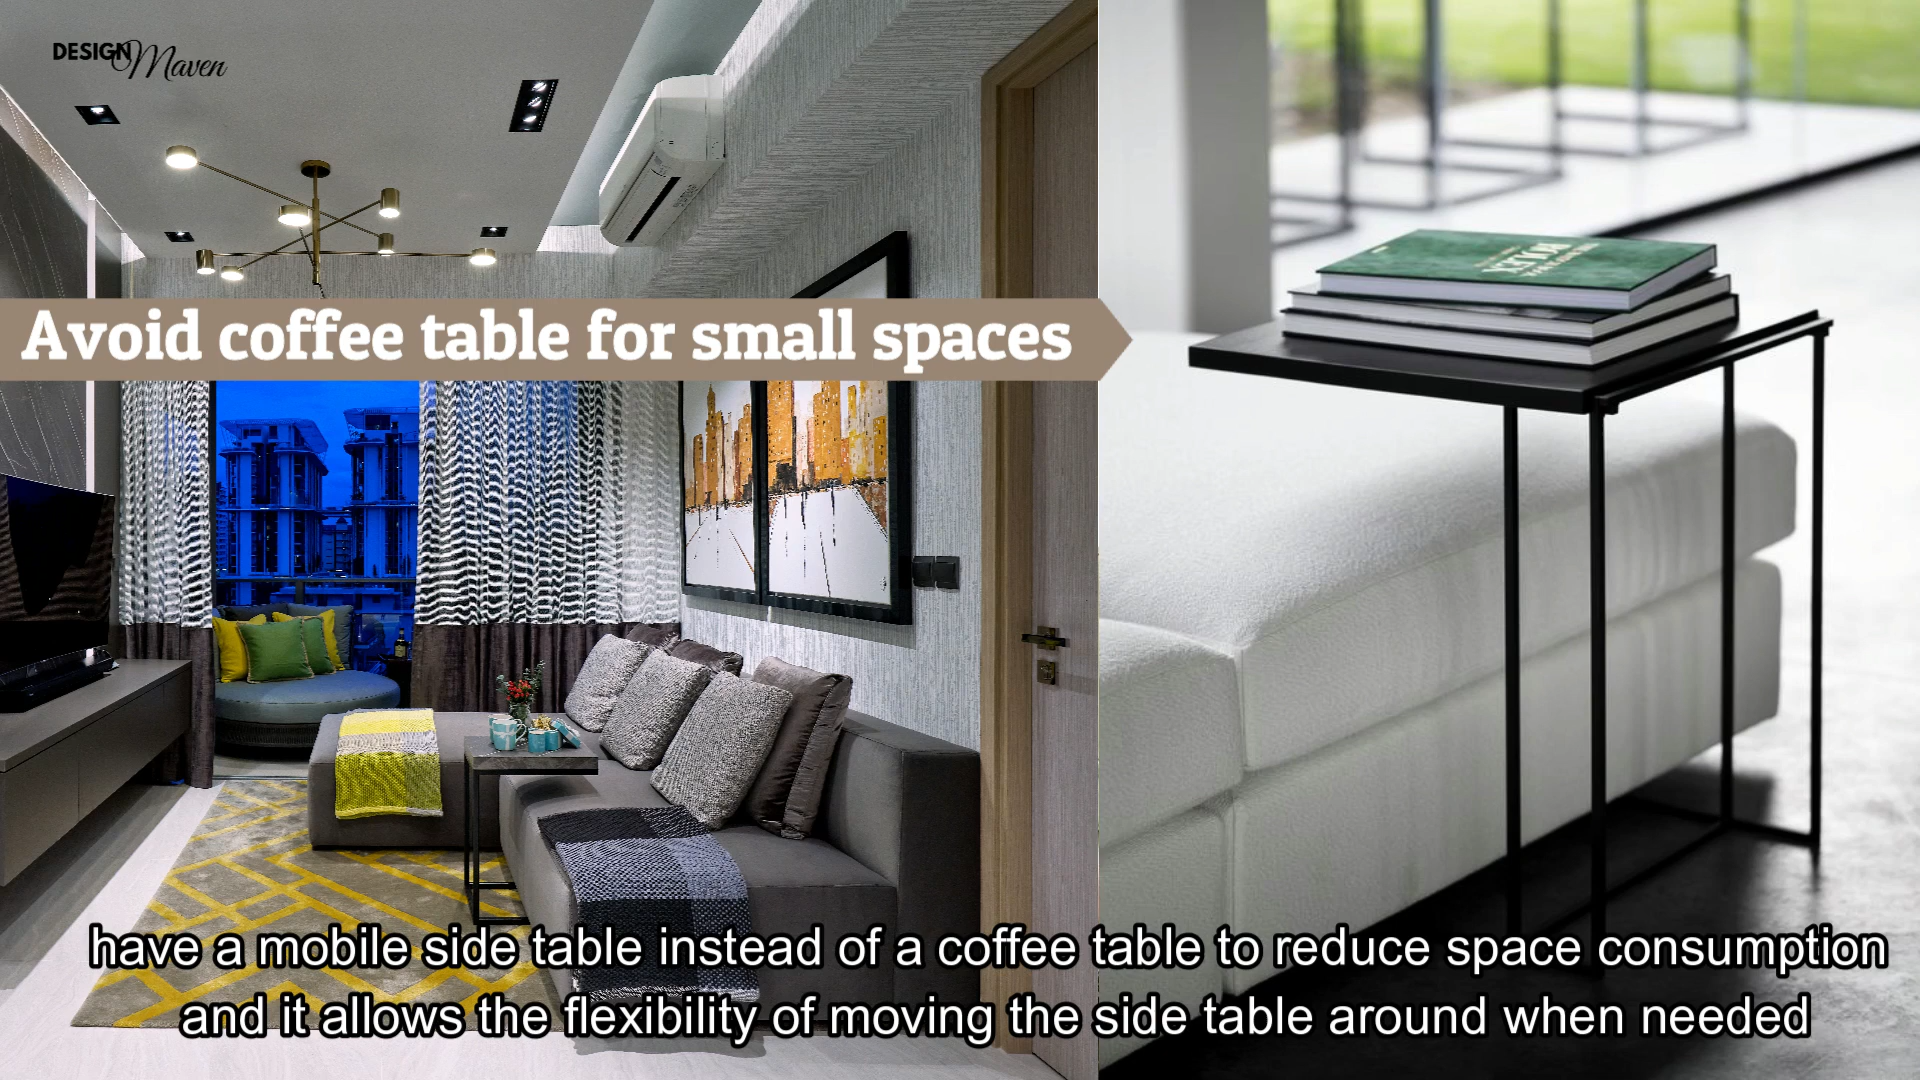 DESIGN Maven
Avoid coffee table for small spaces
have a mobile side table instead of a coffee table to reduce space consumption
and it allows the flexibility of moving the side table around when needed